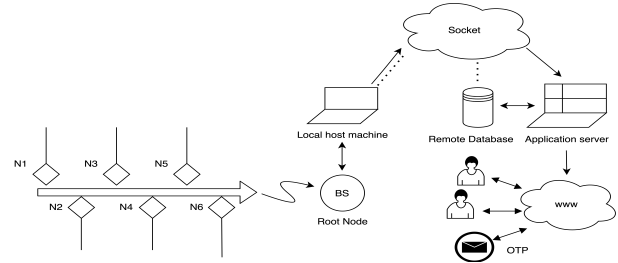 Socket
Local host machine
Remote Database
Application server
N1
N3
N5
BS
Root Node
N2
N4
N6
www
OTP